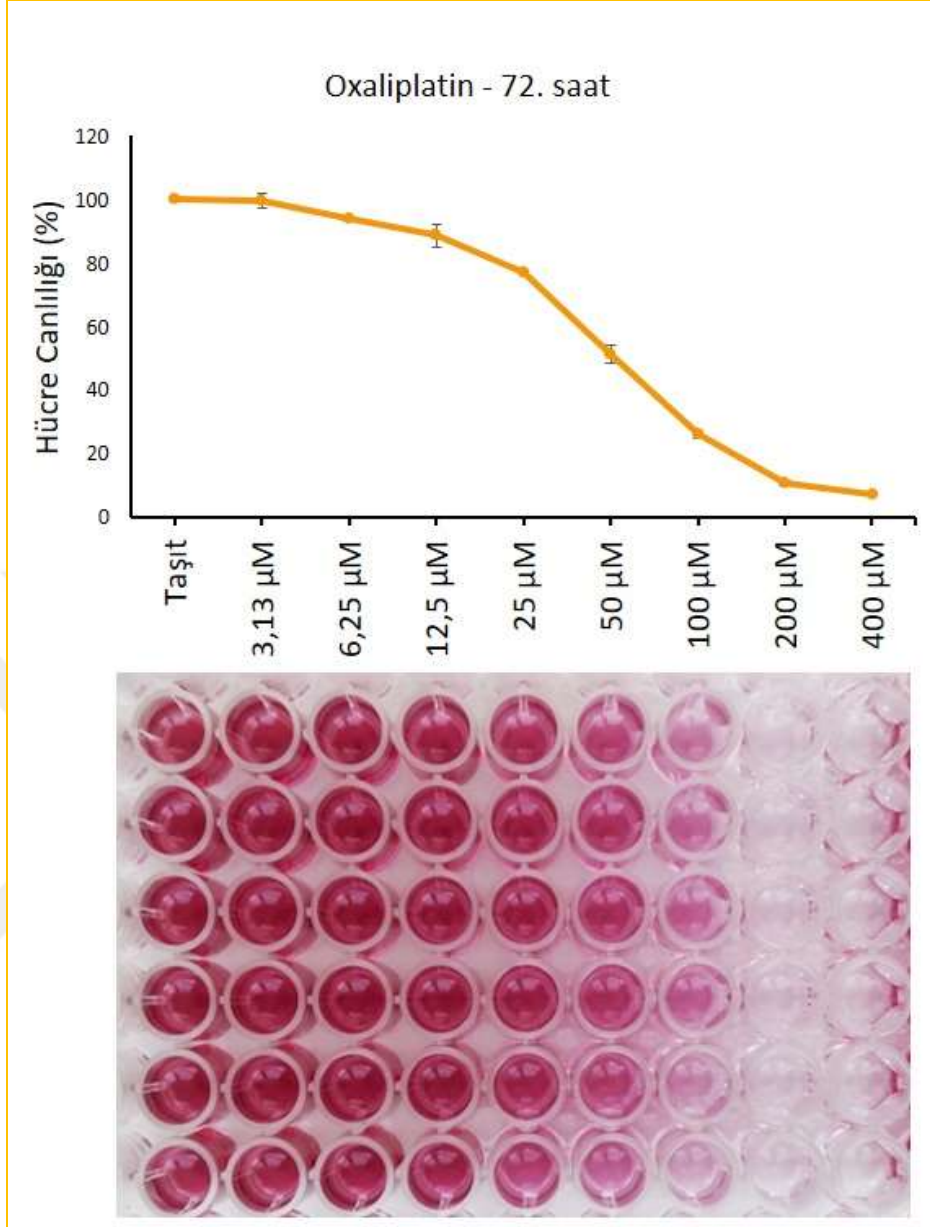 Oxaliplatin - 72. saat
120
100
80
60
40
20
0
Hücre Canlılığı (%)
Taşıt
3,13 µM
6,25 µM
12,5 µM
25 µM
50 µM
100 µM
200 µM
400 µM